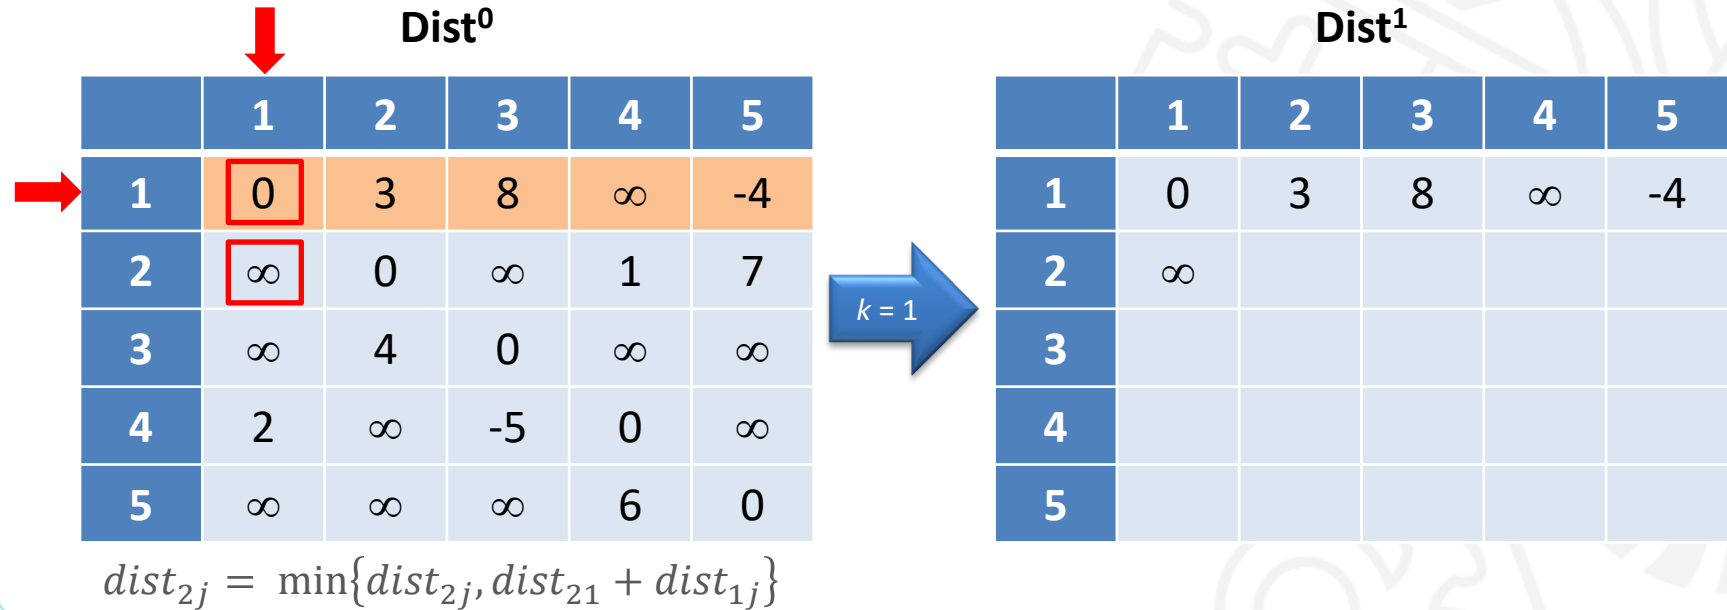 Dist⁰ Dist¹
1 2 3 4 5 1 2 3 4 5
1 0 3 8 ∞ -4 1 0 3 8 ∞ -4
2 ∞ 0 ∞ 1 7 2 ∞
k = 1
3 ∞ 4 0 ∞ ∞ 3
4 2 ∞ -5 0 ∞ 4
5 ∞ ∞ ∞ 6 0 5
dist₂ⱼ = min{dist₂ⱼ, dist₂₁ + dist₁ⱼ}